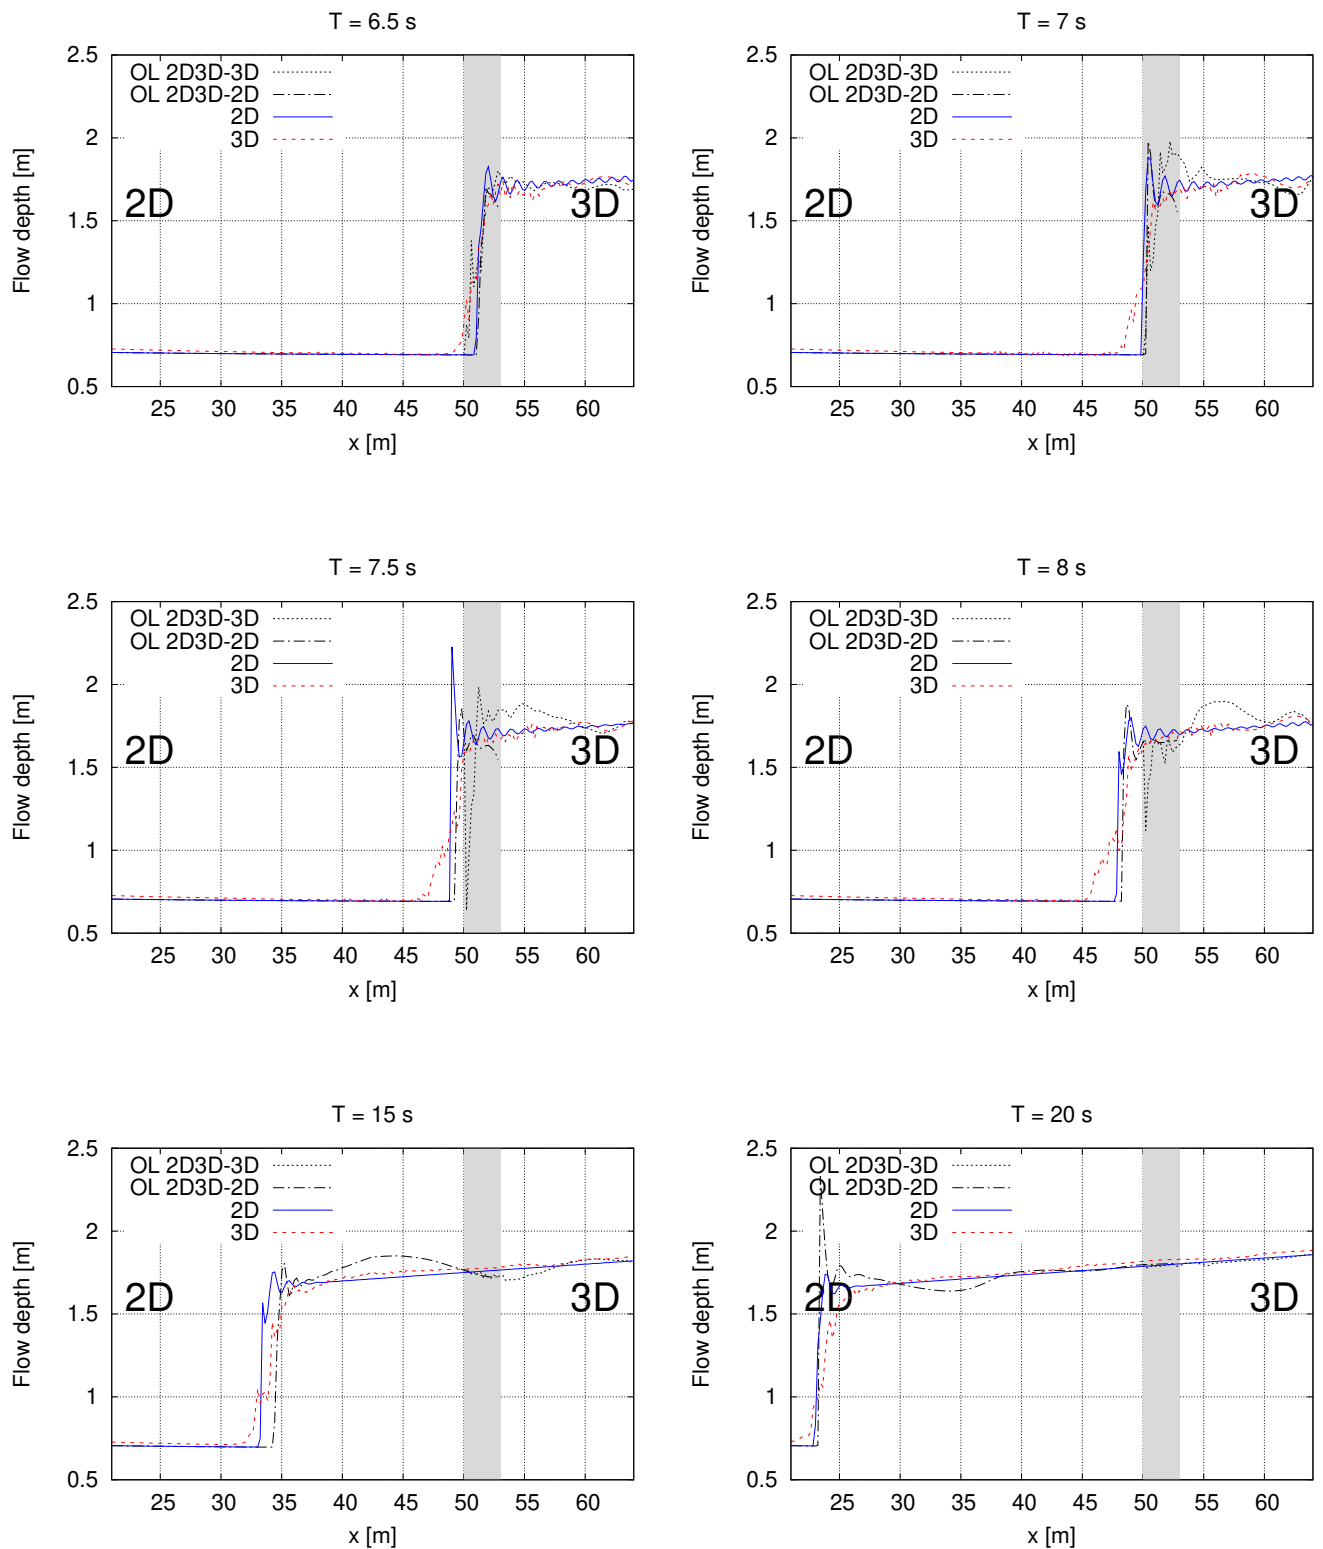 T = 6.5 s
2.5
2
1.5
1
0.5
Flow depth [m]
OL 2D3D-3D
OL 2D3D-2D
2D
3D
2D
3D
25 30 35 40 45 50 55 60
x [m]
T = 7 s
2.5
2
1.5
1
0.5
Flow depth [m]
OL 2D3D-3D
OL 2D3D-2D
2D
3D
2D
3D
25 30 35 40 45 50 55 60
x [m]
T = 7.5 s
2.5
2
1.5
1
0.5
Flow depth [m]
OL 2D3D-3D
OL 2D3D-2D
2D
3D
2D
3D
25 30 35 40 45 50 55 60
x [m]
T = 8 s
2.5
2
1.5
1
0.5
Flow depth [m]
OL 2D3D-3D
OL 2D3D-2D
2D
3D
2D
3D
25 30 35 40 45 50 55 60
x [m]
T = 15 s
2.5
2
1.5
1
0.5
Flow depth [m]
OL 2D3D-3D
OL 2D3D-2D
2D
3D
2D
3D
25 30 35 40 45 50 55 60
x [m]
T = 20 s
2.5
2
1.5
1
0.5
Flow depth [m]
OL 2D3D-3D
OL 2D3D-2D
2D
3D
2D
3D
25 30 35 40 45 50 55 60
x [m]